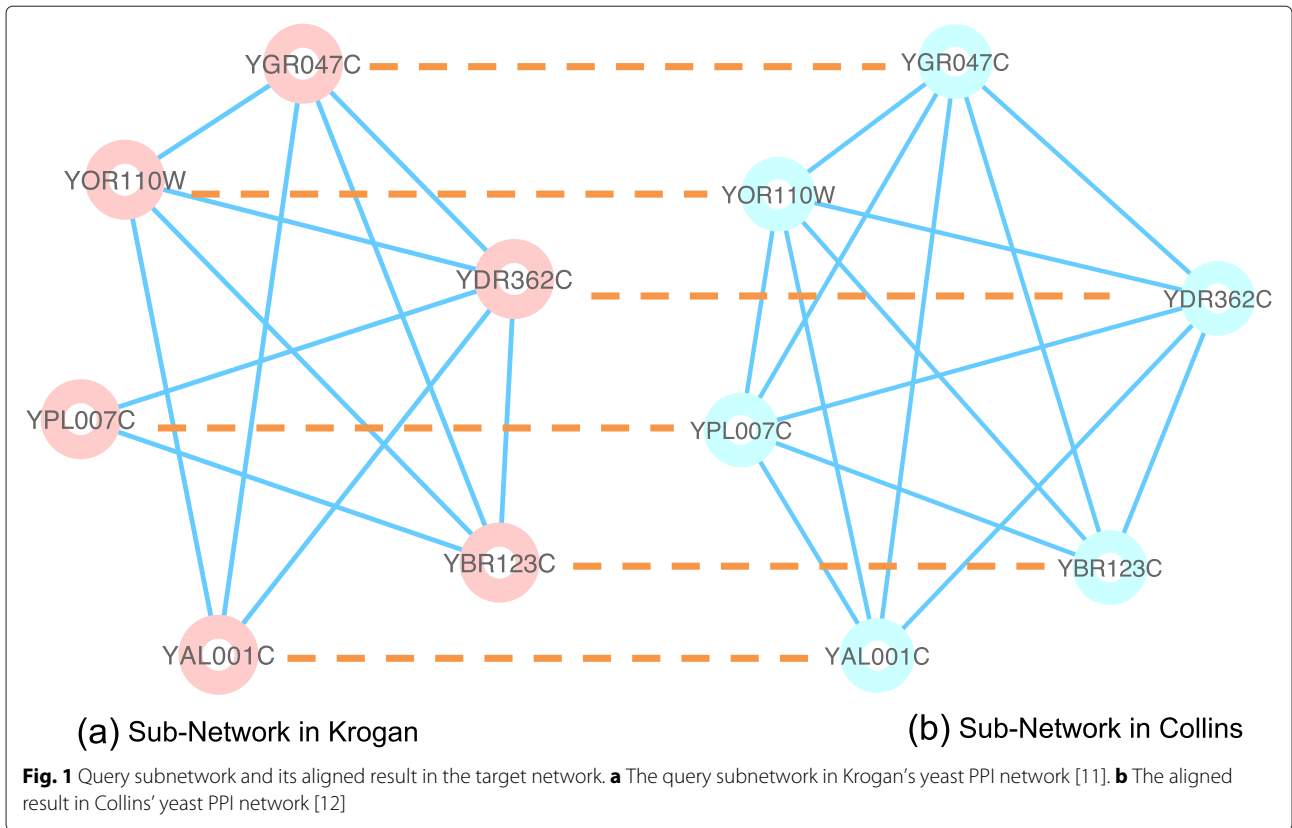 YGR047C
YOR110W
YDR362C
YPL007C
YBR123C
YAL001C
(a) Sub-Network in Krogan
YGR047C
YOR110W
YDR362C
YPL007C
YBR123C
YAL001C
(b) Sub-Network in Collins
Fig. 1 Query subnetwork and its aligned result in the target network. a The query subnetwork in Krogan's yeast PPI network [11]. b The aligned
result in Collins' yeast PPI network [12]